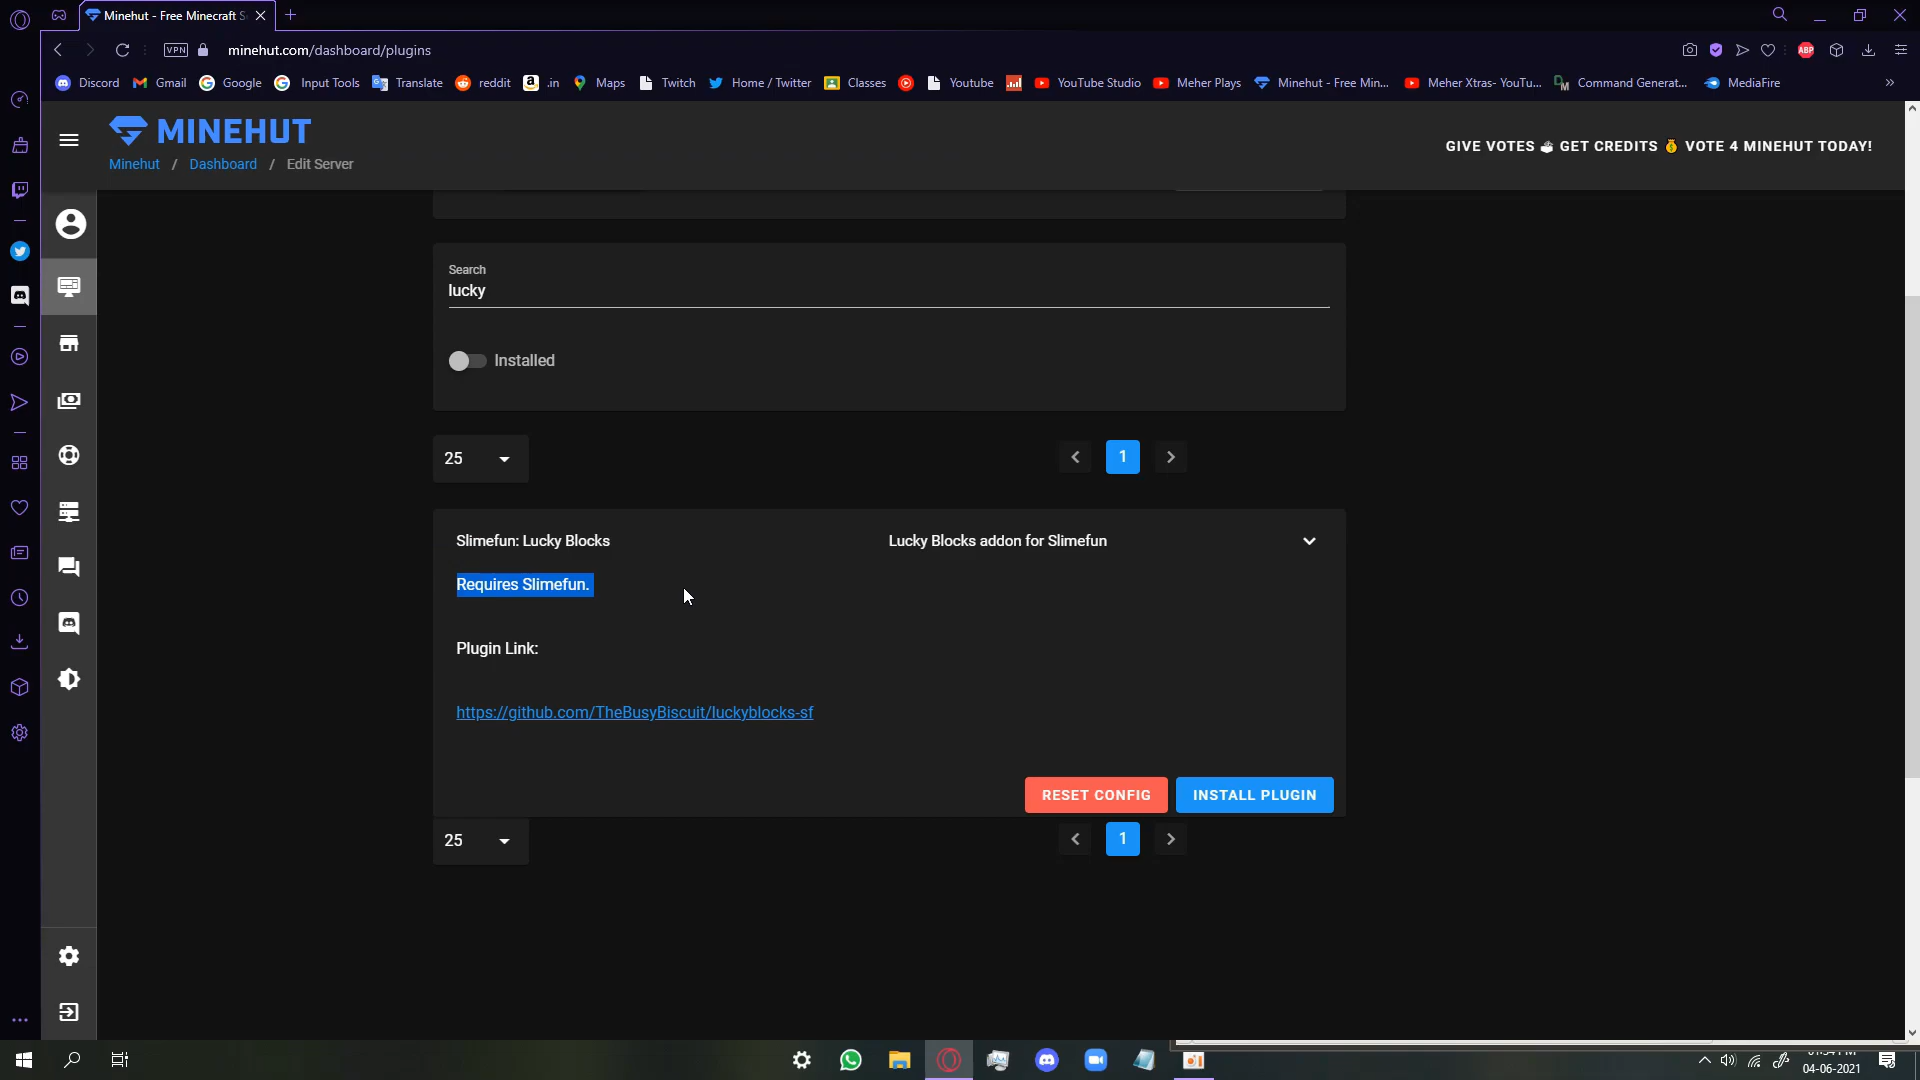 Minehut - Free Minecraft S
VPN
minehut.com/dashboard/plugins
ABP
Discord
Gmail
Google
Input Tools
Translate
reddit
.in
Maps
Twitch
Home / Twitter
Classes
Youtube
YouTube Studio
Meher Plays
Minehut - Free Min...
Meher Xtras- YouTu...
Command Generat...
MediaFire
MINEHUT
Minehut / Dashboard / Edit Server
GIVE VOTES 🗳 GET CREDITS 💰 VOTE 4 MINEHUT TODAY!
Search
lucky
Installed
25
1
Slimefun: Lucky Blocks
Lucky Blocks addon for Slimefun
Requires Slimefun.
Plugin Link:
https://github.com/TheBusyBiscuit/luckyblocks-sf
RESET CONFIG
INSTALL PLUGIN
25
1
04-06-2021